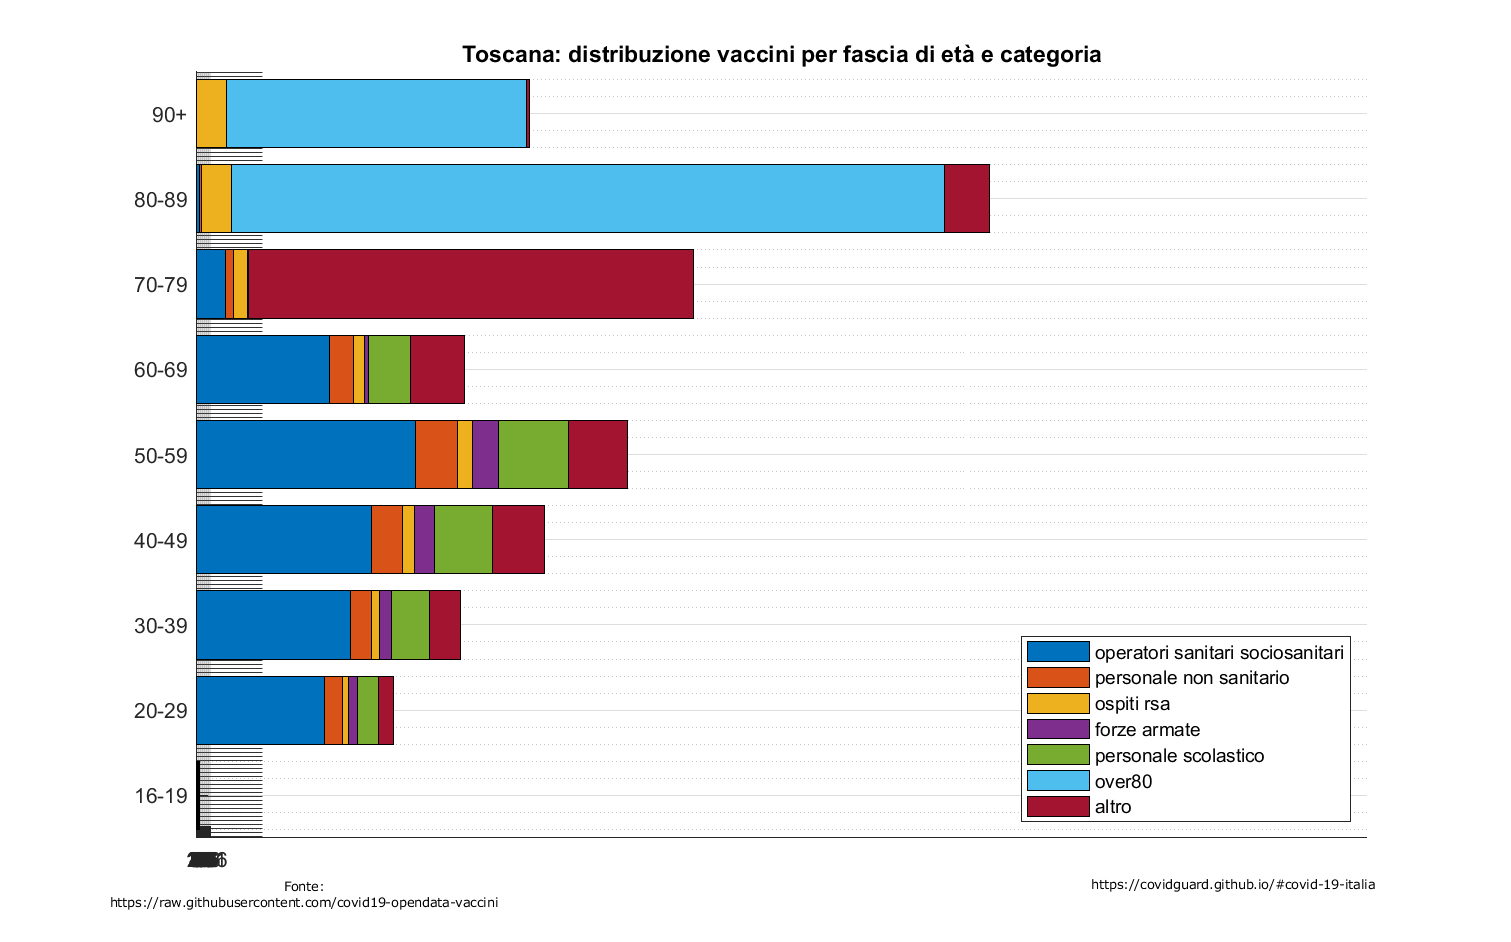 Toscana: distribuzione vaccini per fascia di età e categoria
90+
80-89
70-79
60-69
50-59
40-49
30-39
20-29
16-19
operatori sanitari sociosanitari
personale non sanitario
ospiti rsa
forze armate
personale scolastico
over80
altro
Fonte:
https://raw.githubusercontent.com/covid19-opendata-vaccini
https://covidguard.github.io/#covid-19-italia